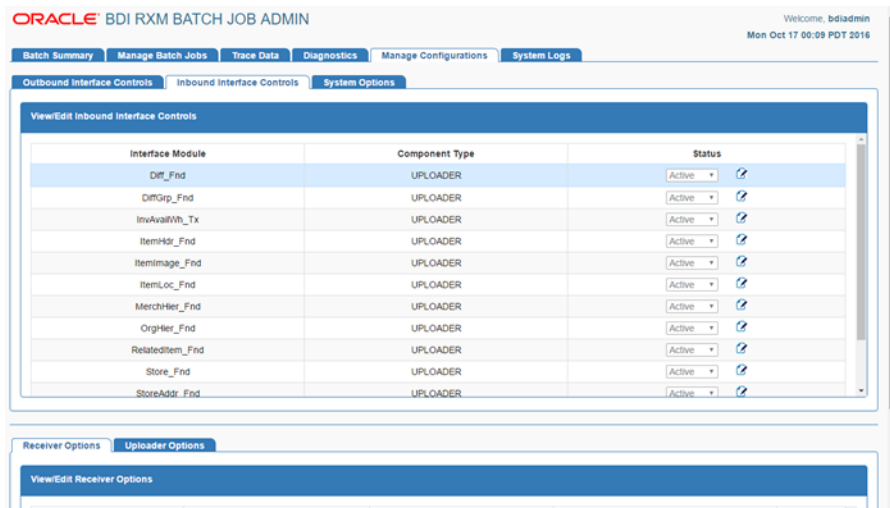 ORACLE® BDI RXM BATCH JOB ADMIN
Welcome, bdiadmin
Mon Oct 17 00:09 PDT 2016
Batch Summary Manage Batch Jobs Trace Data Diagnostics Manage Configurations System Logs
Outbound Interface Controls Inbound Interface Controls System Options
View/Edit Inbound Interface Controls
Interface Module Component Type Status
Diff_Fnd UPLOADER Active
DiffGrp_Fnd UPLOADER Active
InvAvailWh_Tx UPLOADER Active
ItemHdr_Fnd UPLOADER Active
ItemImage_Fnd UPLOADER Active
ItemLoc_Fnd UPLOADER Active
MerchHier_Fnd UPLOADER Active
OrgHier_Fnd UPLOADER Active
RelatedItem_Fnd UPLOADER Active
Store_Fnd UPLOADER Active
StoreAddr_Fnd UPLOADER Active
Receiver Options Uploader Options
View/Edit Receiver Options